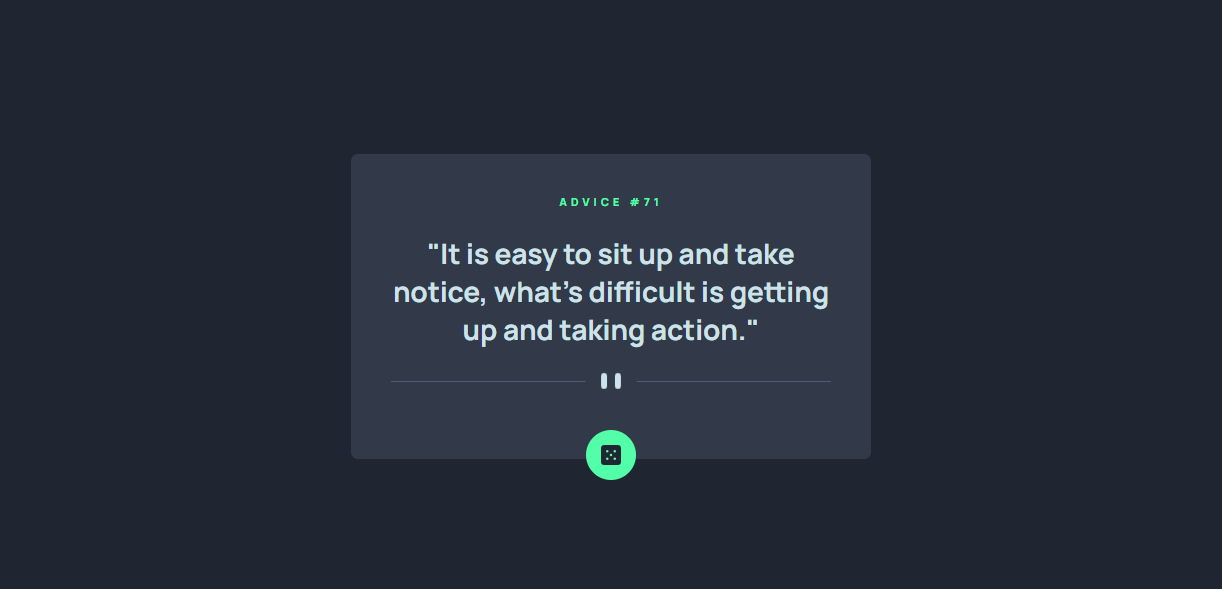 ADVICE #71
"It is easy to sit up and take
notice, what's difficult is getting
up and taking action."